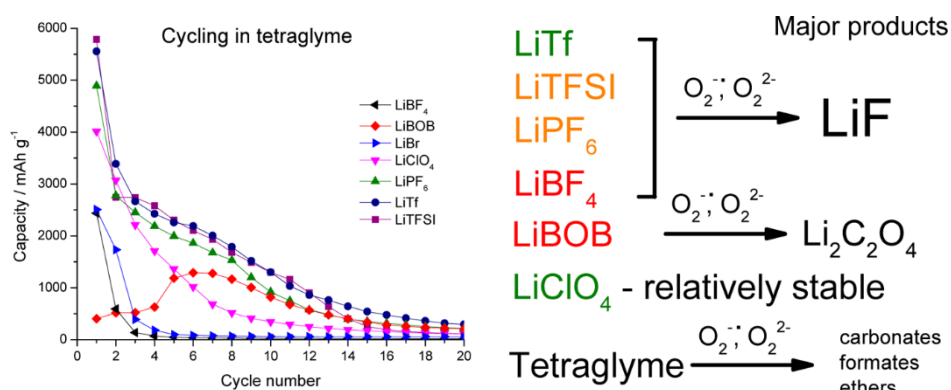 Cycling in tetraglyme
Capacity / mAh g⁻¹
6000
5000
4000
3000
2000
1000
0
0 2 4 6 8 10 12 14 16 18 20
Cycle number
LiBF₄
LiBOB
LiBr
LiClO₄
LiPF₆
LiTf
LiTFSI
Major products
LiTf
LiTFSI
LiPF₆
LiBF₄
O₂⁻; O₂²⁻
LiF
LiBOB
O₂⁻; O₂²⁻
Li₂C₂O₄
LiClO₄ - relatively stable
Tetraglyme
O₂⁻; O₂²⁻
carbonates
formates
ethers